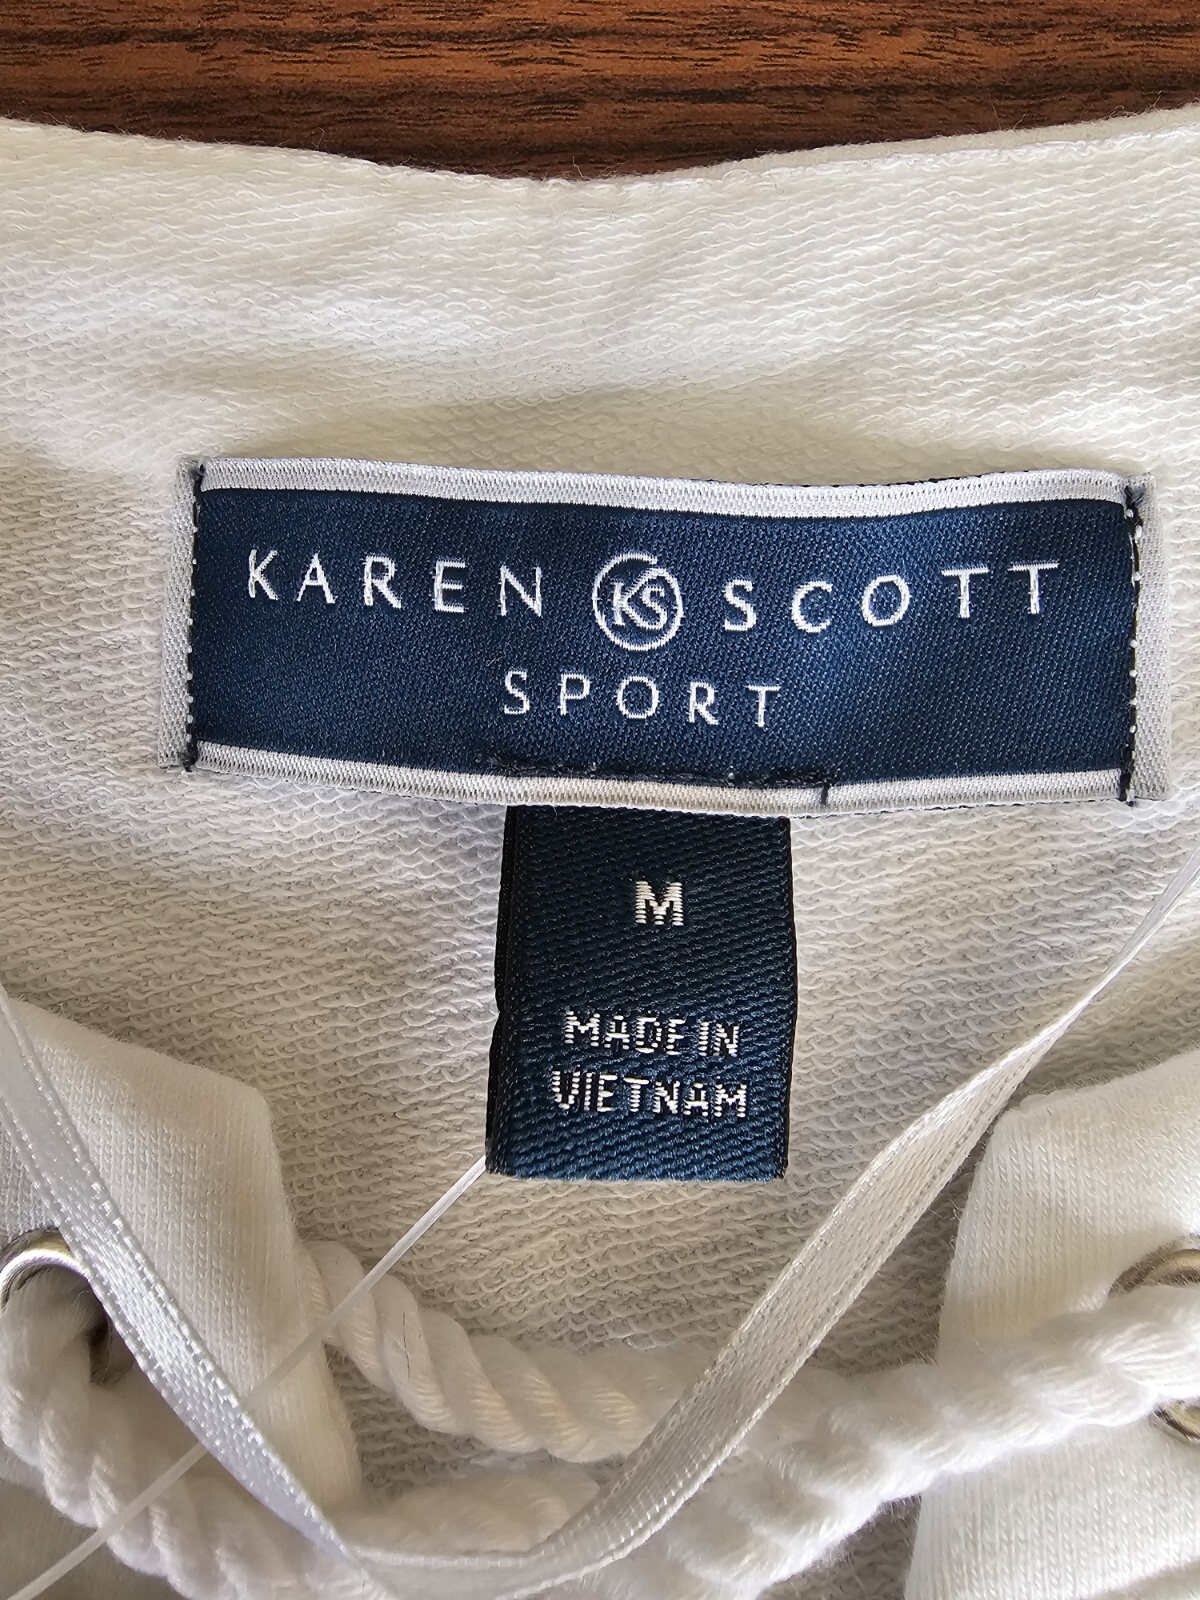 KAREN KS SCOTT
SPORT
M
MADE IN
VIETNAM